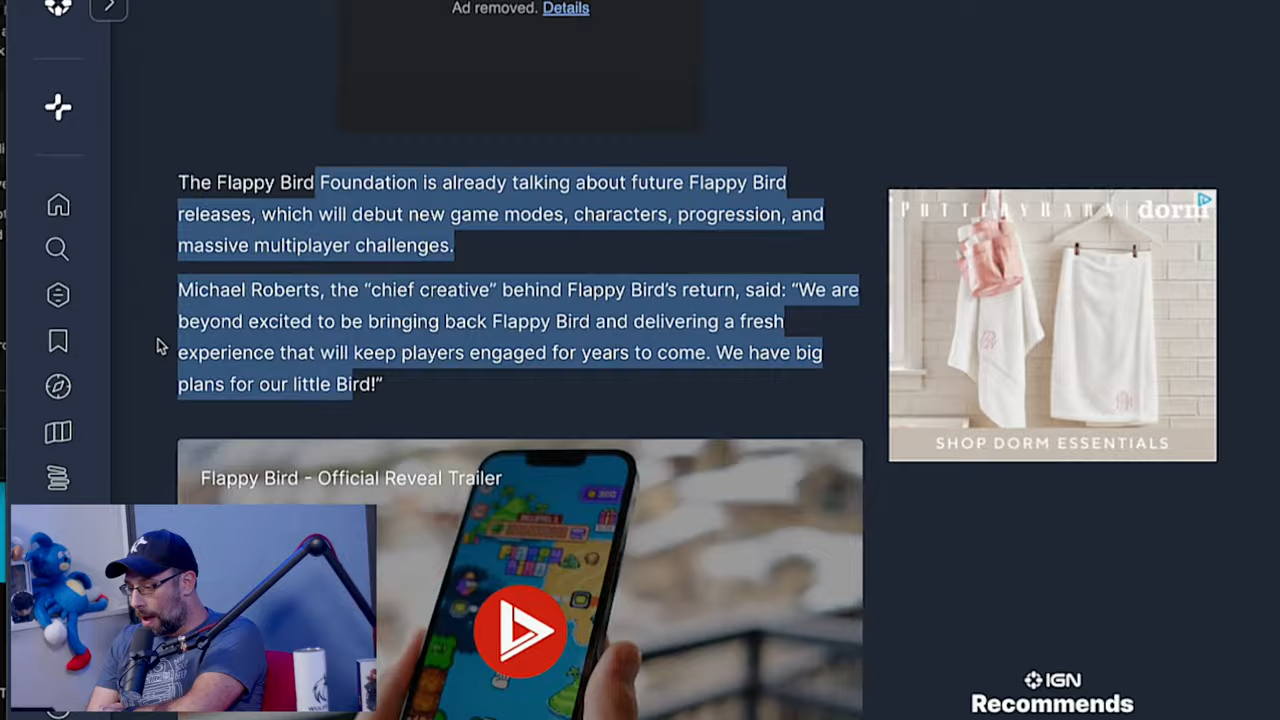 Ad removed. Details
The Flappy Bird Foundation is already talking about future Flappy Bird
releases, which will debut new game modes, characters, progression, and
massive multiplayer challenges.
Michael Roberts, the “chief creative” behind Flappy Bird’s return, said: “We are
beyond excited to be bringing back Flappy Bird and delivering a fresh
experience that will keep players engaged for years to come. We have big
plans for our little Bird!”
POTTERY BARN | dorm
SHOP DORM ESSENTIALS
Flappy Bird - Official Reveal Trailer
FLAPPY
BIRD
IGN
Recommends